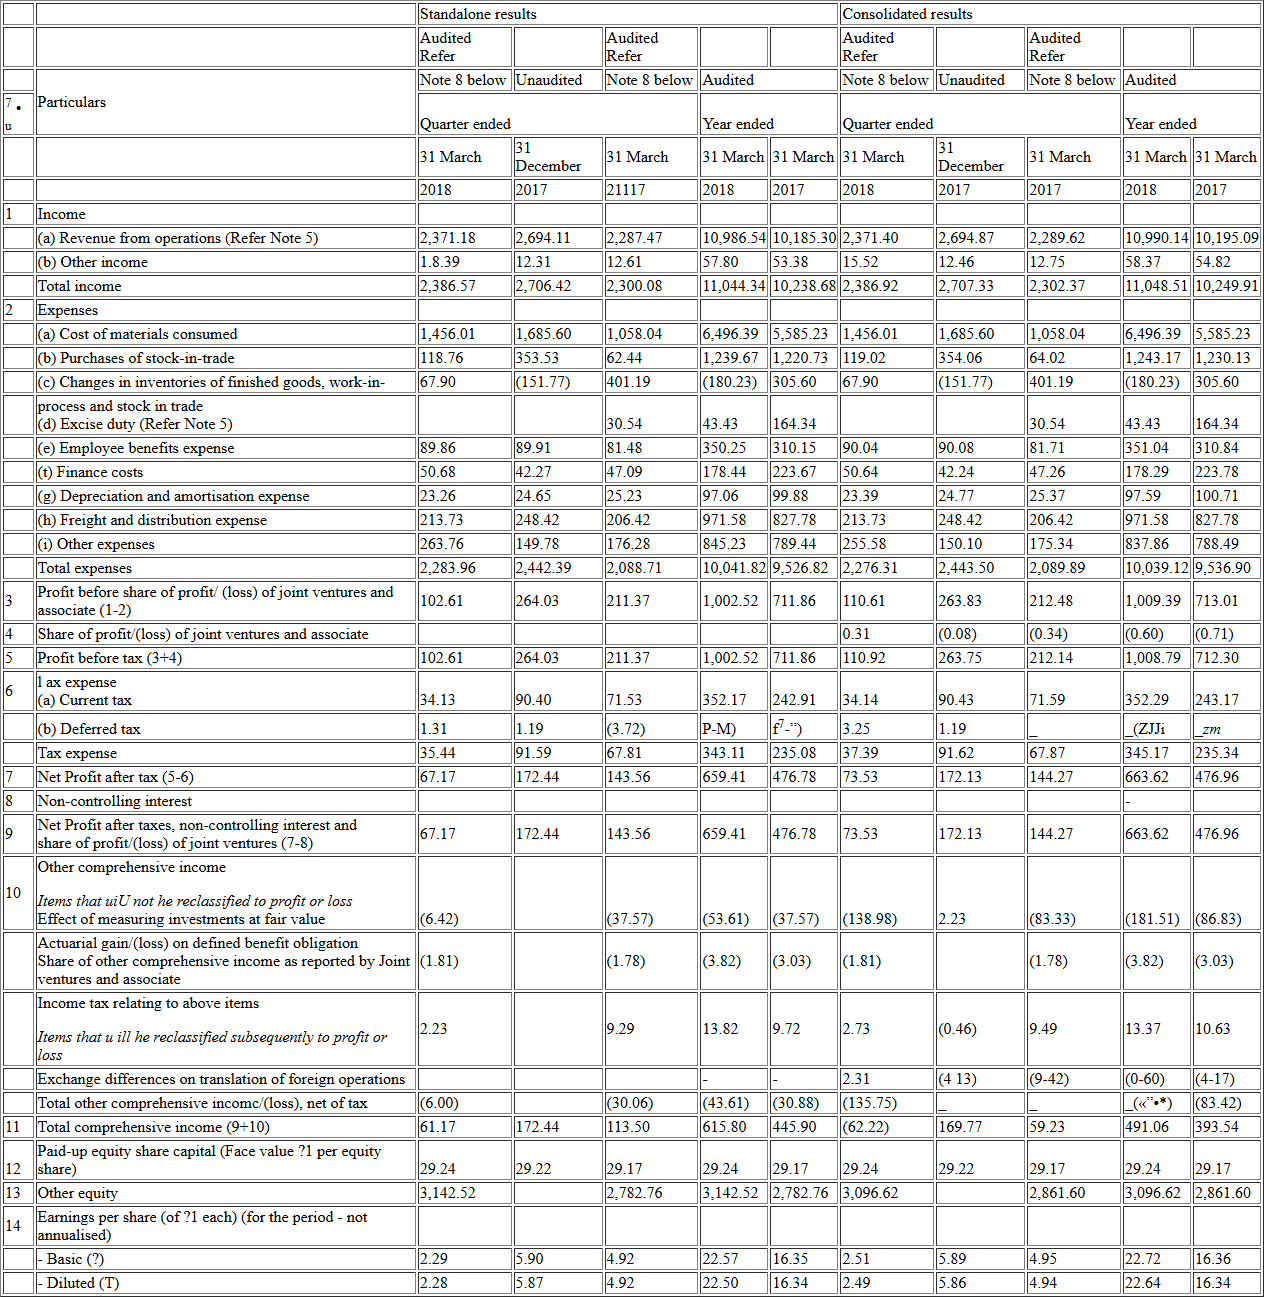 Standalone results Consolidated results
Audited Refer Audited Refer Audited Refer Audited Refer
Note 8 below Unaudited Note 8 below Audited Note 8 below Unaudited Note 8 below Audited
7 • u Particulars Quarter ended Year ended Quarter ended Year ended
31 March 31 December 31 March 31 March 31 March 31 March 31 December 31 March 31 March 31 March
2018 2017 21117 2018 2017 2018 2017 2017 2018 2017
1 Income
(a) Revenue from operations (Refer Note 5) 2,371.18 2,694.11 2,287.47 10,986.54 10,185.30 2,371.40 2,694.87 2,289.62 10,990.14 10,195.09
(b) Other income 1.8.39 12.31 12.61 57.80 53.38 15.52 12.46 12.75 58.37 54.82
Total income 2,386.57 2,706.42 2,300.08 11,044.34 10,238.68 2,386.92 2,707.33 2,302.37 11,048.51 10,249.91
2 Expenses
(a) Cost of materials consumed 1,456.01 1,685.60 1,058.04 6,496.39 5,585.23 1,456.01 1,685.60 1,058.04 6,496.39 5,585.23
(b) Purchases of stock-in-trade 118.76 353.53 62.44 1,239.67 1,220.73 119.02 354.06 64.02 1,243.17 1,230.13
(c) Changes in inventories of finished goods, work-in- 67.90 (151.77) 401.19 (180.23) 305.60 67.90 (151.77) 401.19 (180.23) 305.60
process and stock in trade
(d) Excise duty (Refer Note 5) 30.54 43.43 164.34 30.54 43.43 164.34
(e) Employee benefits expense 89.86 89.91 81.48 350.25 310.15 90.04 90.08 81.71 351.04 310.84
(t) Finance costs 50.68 42.27 47.09 178.44 223.67 50.64 42.24 47.26 178.29 223.78
(g) Depreciation and amortisation expense 23.26 24.65 25.23 97.06 99.88 23.39 24.77 25.37 97.59 100.71
(h) Freight and distribution expense 213.73 248.42 206.42 971.58 827.78 213.73 248.42 206.42 971.58 827.78
(i) Other expenses 263.76 149.78 176.28 845.23 789.44 255.58 150.10 175.34 837.86 788.49
Total expenses 2,283.96 2,442.39 2,088.71 10,041.82 9,526.82 2,276.31 2,443.50 2,089.89 10,039.12 9,536.90
3 Profit before share of profit/ (loss) of joint ventures and
associate (1-2) 102.61 264.03 211.37 1,002.52 711.86 110.61 263.83 212.48 1,009.39 713.01
4 Share of profit/(loss) of joint ventures and associate 0.31 (0.08) (0.34) (0.60) (0.71)
5 Profit before tax (3+4) 102.61 264.03 211.37 1,002.52 711.86 110.92 263.75 212.14 1,008.79 712.30
6 l ax expense
(a) Current tax 34.13 90.40 71.53 352.17 242.91 34.14 90.43 71.59 352.29 243.17
(b) Deferred tax 1.31 1.19 (3.72) P-M) f7-”) 3.25 1.19 _ _(ZJJi _zm
Tax expense 35.44 91.59 67.81 343.11 235.08 37.39 91.62 67.87 345.17 235.34
7 Net Profit after tax (5-6) 67.17 172.44 143.56 659.41 476.78 73.53 172.13 144.27 663.62 476.96
8 Non-controlling interest -
9 Net Profit after taxes, non-controlling interest and
share of profit/(loss) of joint ventures (7-8) 67.17 172.44 143.56 659.41 476.78 73.53 172.13 144.27 663.62 476.96
10 Other comprehensive income
Items that uiU not he reclassified to profit or loss
Effect of measuring investments at fair value (6.42) (37.57) (53.61) (37.57) (138.98) 2.23 (83.33) (181.51) (86.83)
Actuarial gain/(loss) on defined benefit obligation
Share of other comprehensive income as reported by Joint (1.81) (1.78) (3.82) (3.03) (1.81) (1.78) (3.82) (3.03)
ventures and associate
Income tax relating to above items
2.23 9.29 13.82 9.72 2.73 (0.46) 9.49 13.37 10.63
Items that u ill he reclassified subsequently to profit or
loss
Exchange differences on translation of foreign operations - - 2.31 (4 13) (9-42) (0-60) (4-17)
Total other comprehensive incomc/(loss), net of tax (6.00) (30.06) (43.61) (30.88) (135.75) _ _ _(«”•*) (83.42)
11 Total comprehensive income (9+10) 61.17 172.44 113.50 615.80 445.90 (62.22) 169.77 59.23 491.06 393.54
12 Paid-up equity share capital (Face value ?1 per equity
share) 29.24 29.22 29.17 29.24 29.17 29.24 29.22 29.17 29.24 29.17
13 Other equity 3,142.52 2,782.76 3,142.52 2,782.76 3,096.62 2,861.60 3,096.62 2,861.60
14 Earnings per share (of ?1 each) (for the period - not
annualised)
- Basic (?) 2.29 5.90 4.92 22.57 16.35 2.51 5.89 4.95 22.72 16.36
- Diluted (T) 2.28 5.87 4.92 22.50 16.34 2.49 5.86 4.94 22.64 16.34